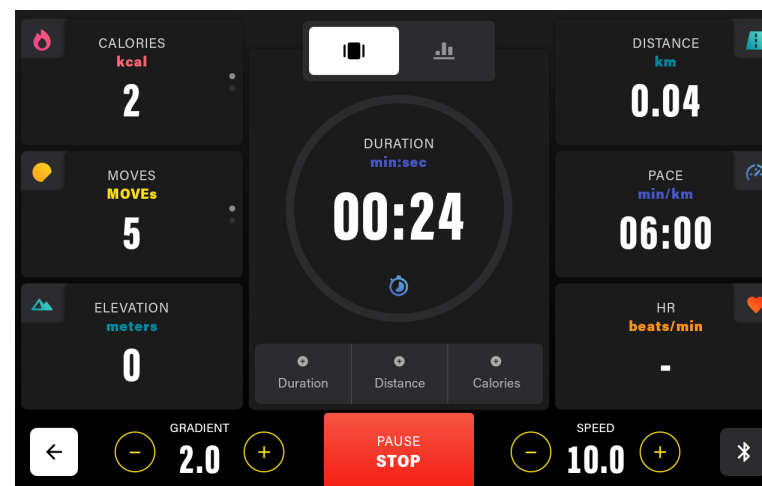 CALORIES
kcal
2
MOVES
MOVEs
5
ELEVATION
meters
0
DURATION
min:sec
00:24
Duration
Distance
Calories
DISTANCE
km
0.04
PACE
min/km
06:00
HR
beats/min
-
GRADIENT
- 2.0 +
PAUSE
STOP
SPEED
- 10.0 +